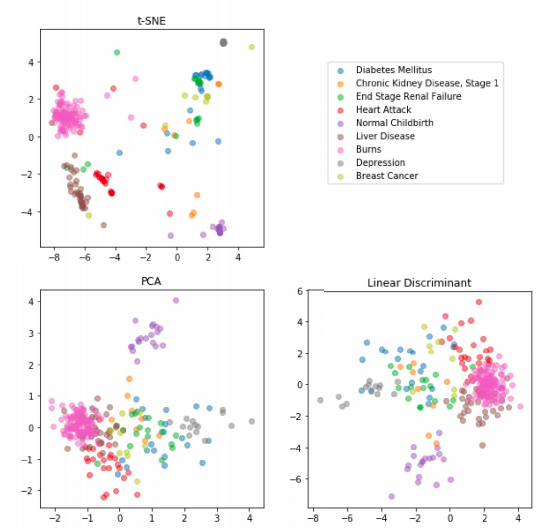 t-SNE
4
2
0
−2
−4
−8 −6 −4 −2 0 2 4
Diabetes Mellitus
Chronic Kidney Disease, Stage 1
End Stage Renal Failure
Heart Attack
Normal Childbirth
Liver Disease
Burns
Depression
Breast Cancer
PCA
4
3
2
1
0
−1
−2
−2 −1 0 1 2 3 4
Linear Discriminant
6
4
2
0
−2
−4
−6
−8 −6 −4 −2 0 2 4